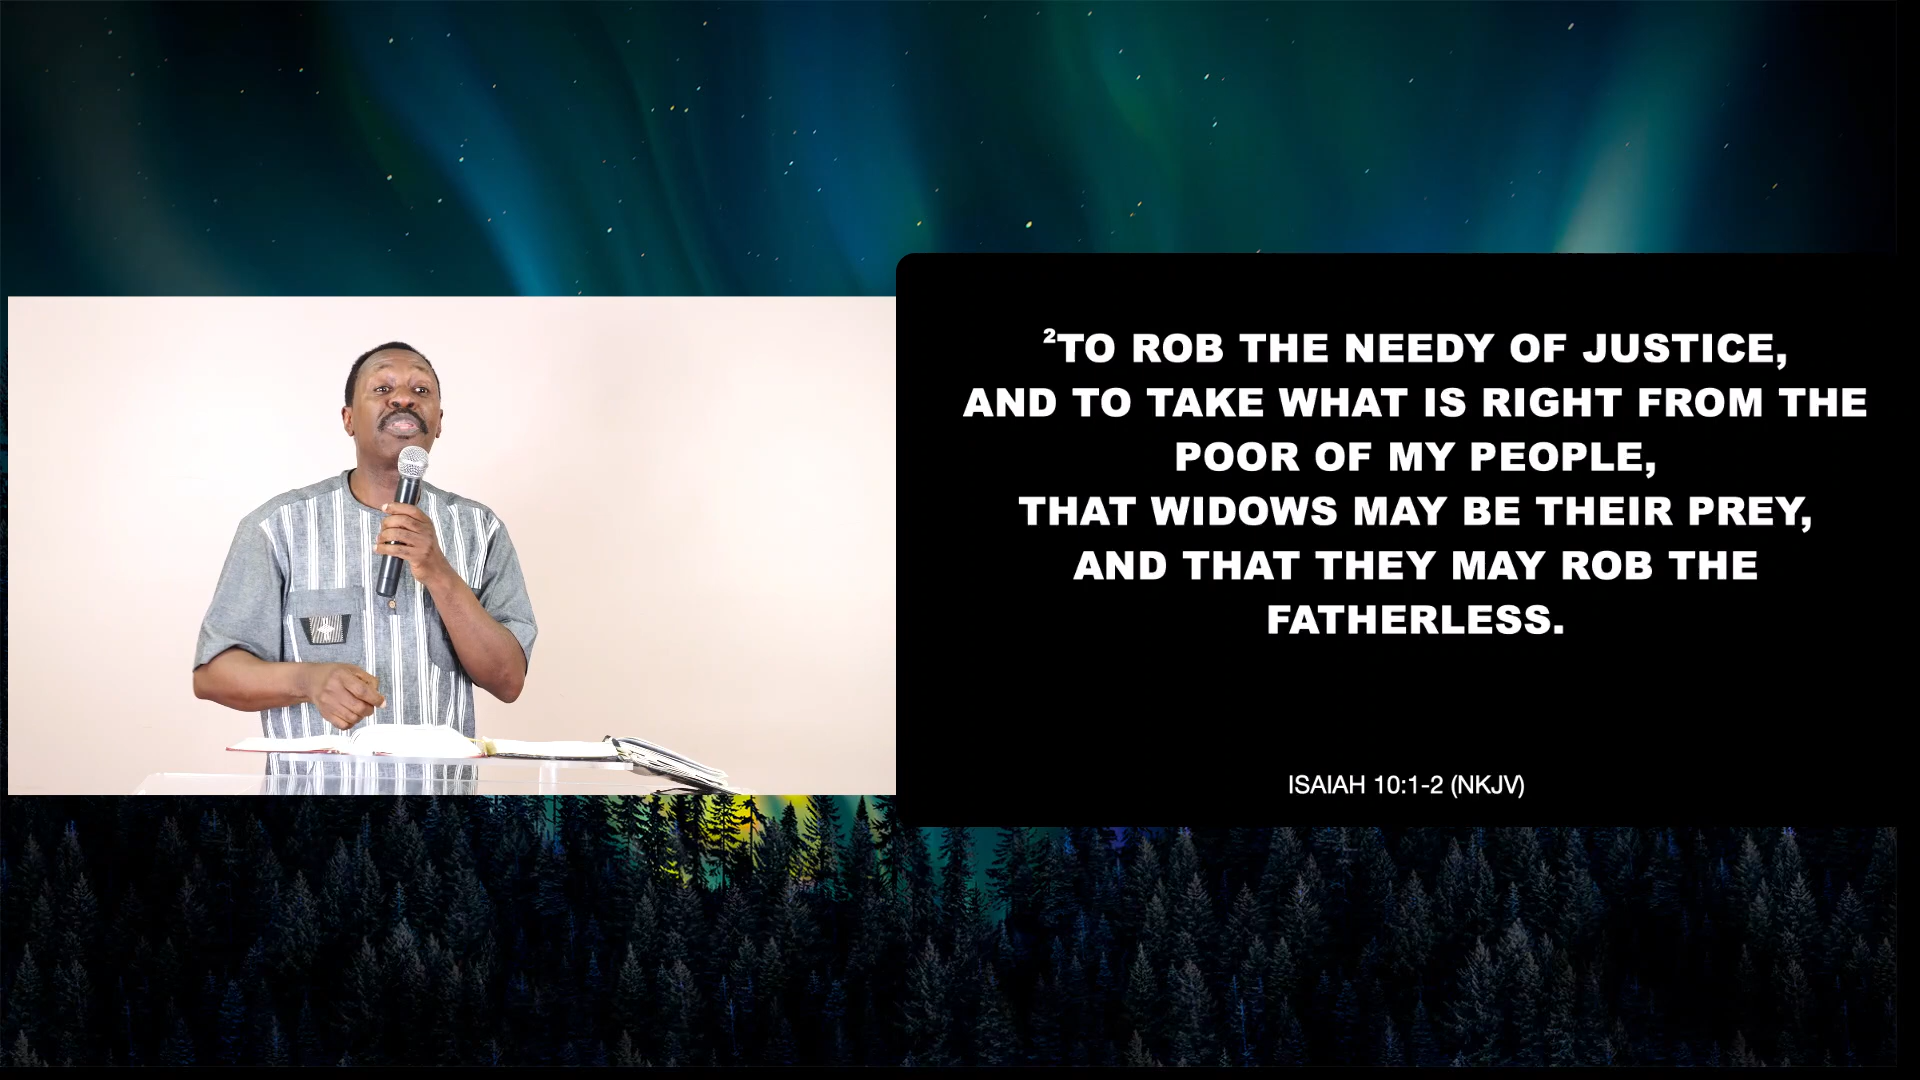 ²TO ROB THE NEEDY OF JUSTICE,
AND TO TAKE WHAT IS RIGHT FROM THE
POOR OF MY PEOPLE,
THAT WIDOWS MAY BE THEIR PREY,
AND THAT THEY MAY ROB THE
FATHERLESS.
ISAIAH 10:1-2 (NKJV)